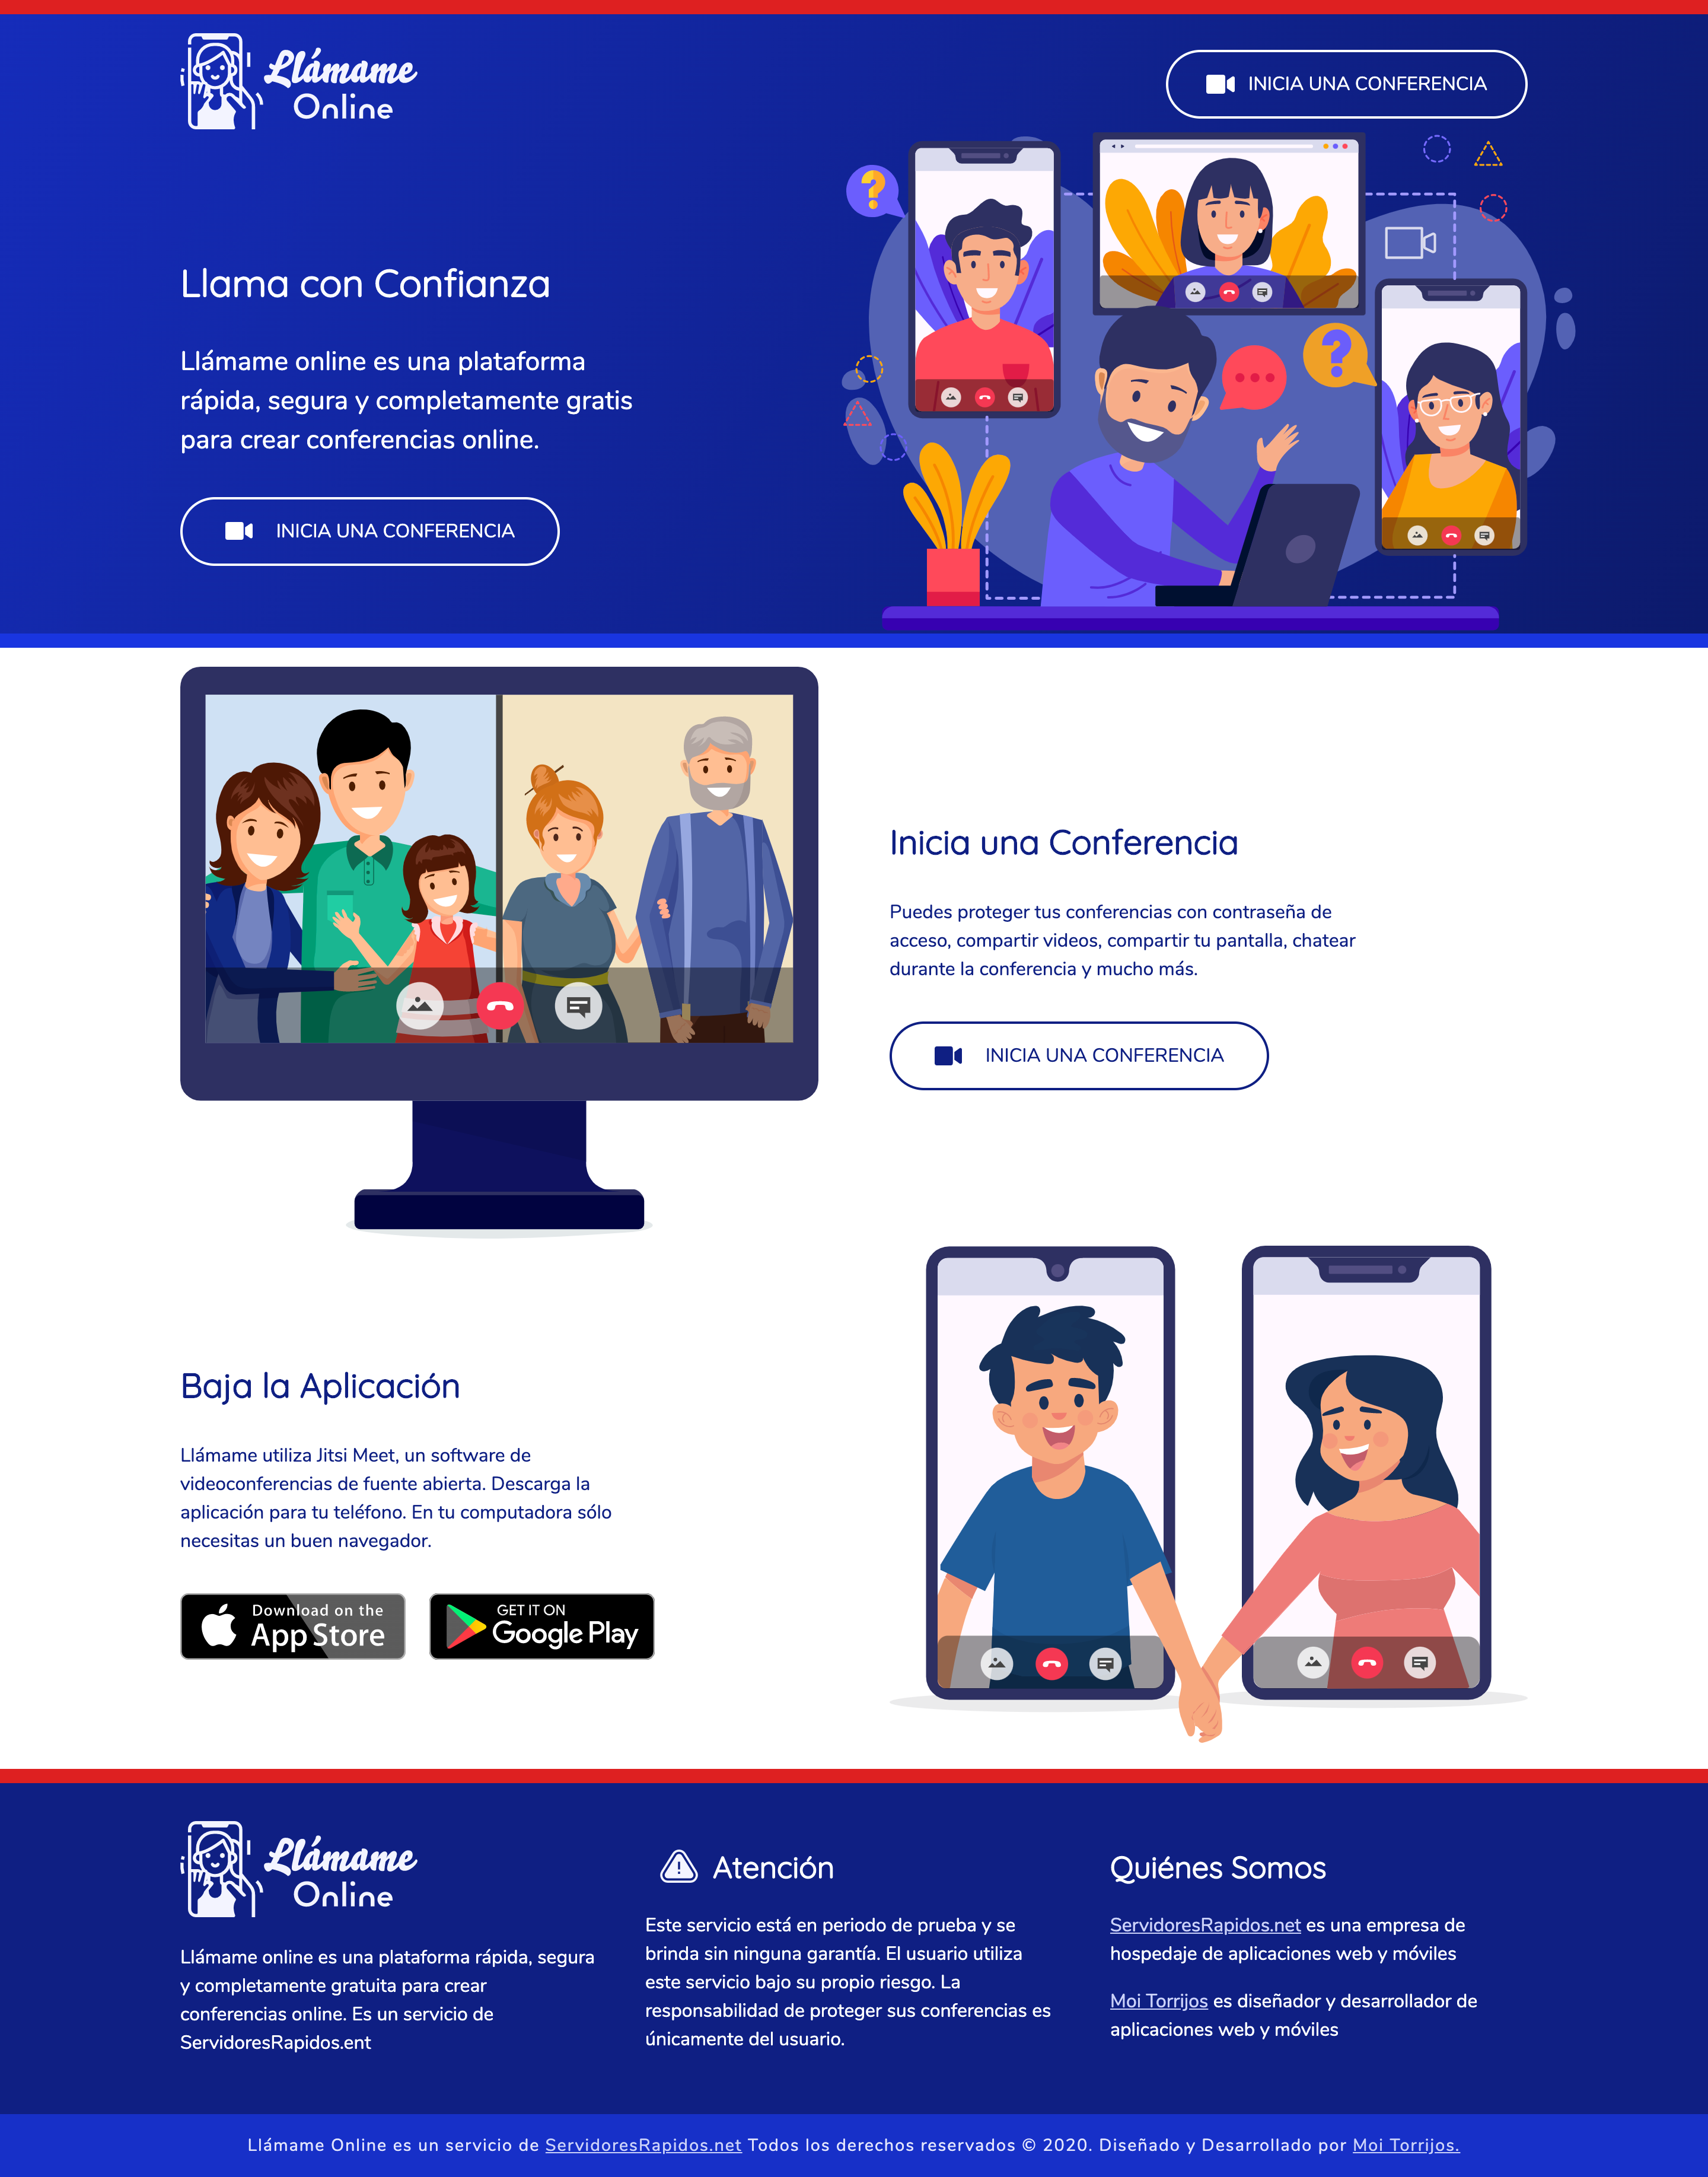 Llámame
Online
INICIA UNA CONFERENCIA
Llama con Confianza
Llámame online es una plataforma
rápida, segura y completamente gratis
para crear conferencias online.
INICIA UNA CONFERENCIA
Inicia una Conferencia
Puedes proteger tus conferencias con contraseña de
acceso, compartir videos, compartir tu pantalla, chatear
durante la conferencia y mucho más.
INICIA UNA CONFERENCIA
Baja la Aplicación
Llámame utiliza Jitsi Meet, un software de
videoconferencias de fuente abierta. Descarga la
aplicación para tu teléfono. En tu computadora sólo
necesitas un buen navegador.
Download on the
App Store
GET IT ON
Google Play
Llámame
Online
Llámame online es una plataforma rápida, segura
y completamente gratuita para crear
conferencias online. Es un servicio de
ServidoresRapidos.ent
Atención
Este servicio está en periodo de prueba y se
brinda sin ninguna garantía. El usuario utiliza
este servicio bajo su propio riesgo. La
responsabilidad de proteger sus conferencias es
únicamente del usuario.
Quiénes Somos
ServidoresRapidos.net es una empresa de
hospedaje de aplicaciones web y móviles
Moi Torrijos es diseñador y desarrollador de
aplicaciones web y móviles
Llámame Online es un servicio de ServidoresRapidos.net Todos los derechos reservados © 2020. Diseñado y Desarrollado por Moi Torrijos.